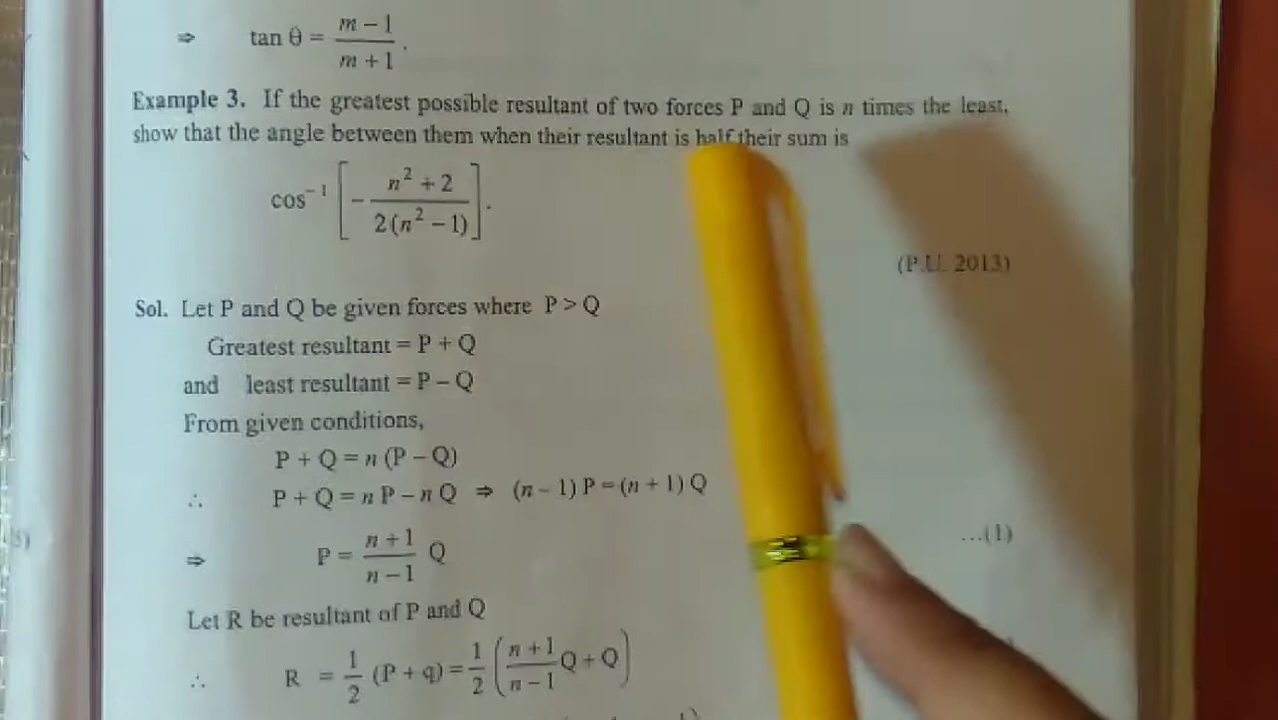 ⇒ tan θ = (m − 1)/(m + 1).
Example 3. If the greatest possible resultant of two forces P and Q is n times the least,
show that the angle between them when their resultant is half their sum is
cos⁻¹ [− (n² + 2)/(2(n² − 1))].
(P.U. 2013)
Sol. Let P and Q be given forces where P > Q
Greatest resultant = P + Q
and least resultant = P − Q
From given conditions,
P + Q = n (P − Q)
∴ P + Q = n P − n Q ⇒ (n − 1) P = (n + 1) Q
⇒ P = (n + 1)/(n − 1) Q ...(1)
Let R be resultant of P and Q
∴ R = 1/2 (P + q) = 1/2 ((n + 1)/(n − 1) Q + Q)